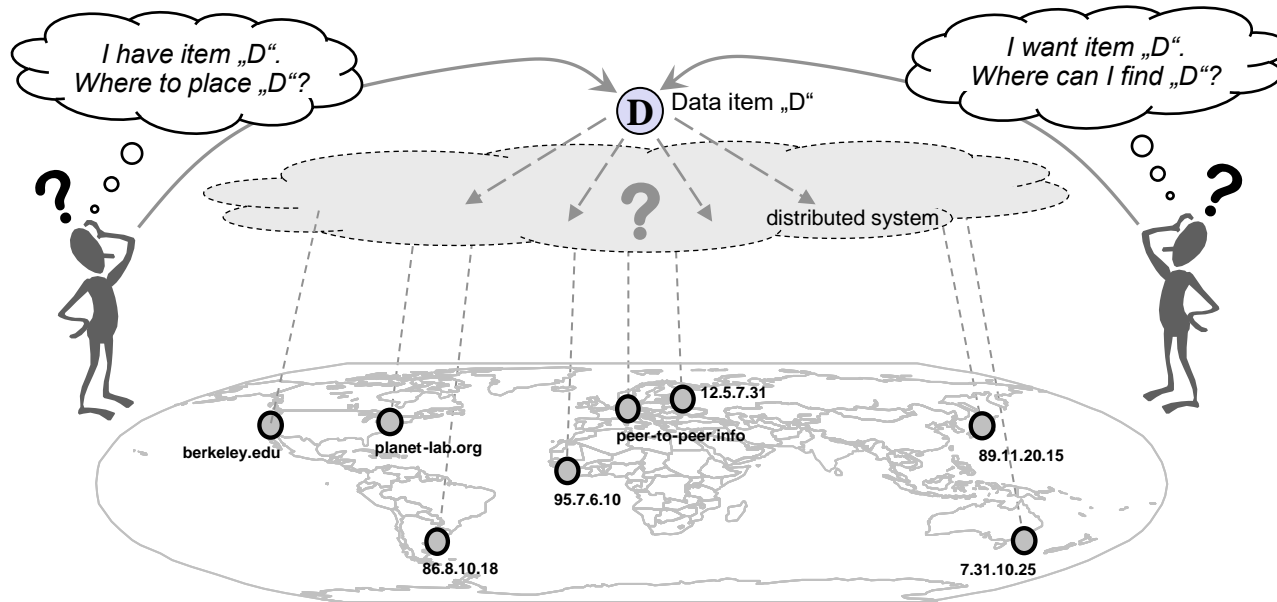 I have item „D“.
Where to place „D“?
I want item „D“.
Where can I find „D“?
?
?
D
Data item „D“
?
distributed system
12.5.7.31
berkeley.edu
planet-lab.org
peer-to-peer.info
89.11.20.15
95.7.6.10
86.8.10.18
7.31.10.25